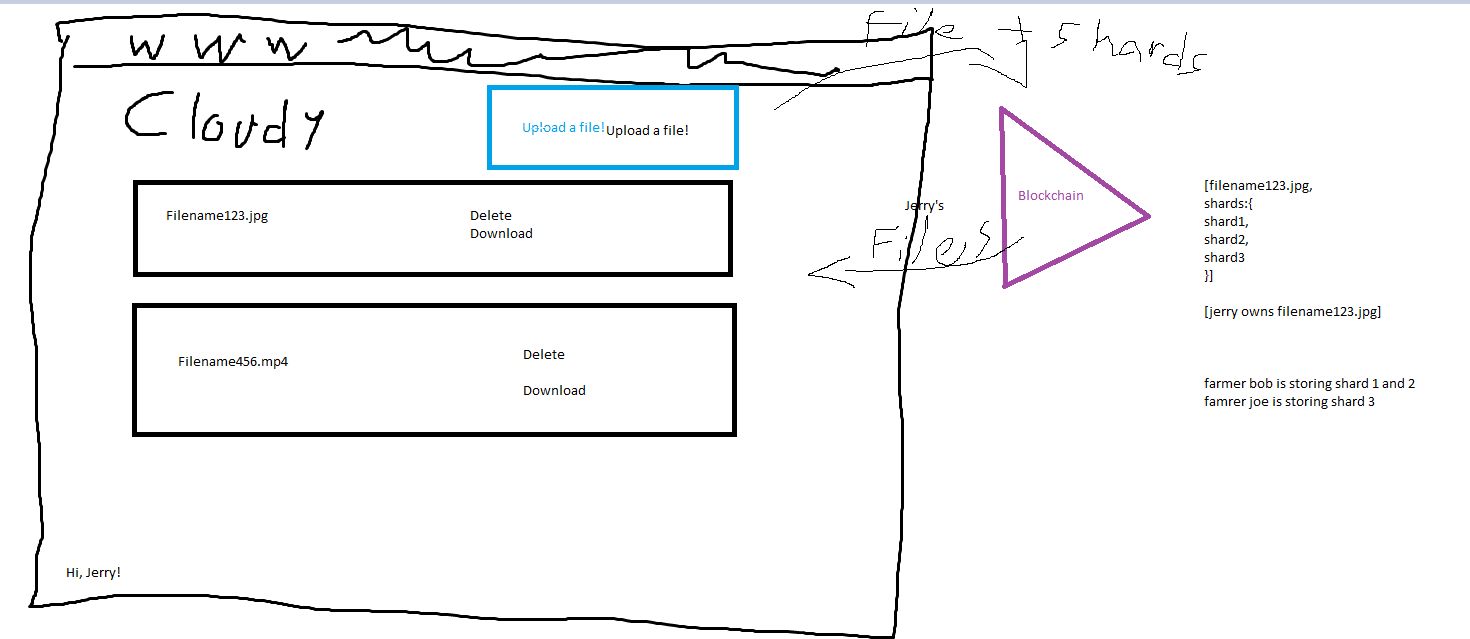 File + Shards
www
Cloudy
Upload a file!Upload a file!
Filename123.jpg
Delete
Download
Filename456.mp4
Delete
Download
Hi, Jerry!
Jerry's
Files
Blockchain
[filename123.jpg,
shards:{
shard1,
shard2,
shard3
}]
[jerry owns filename123.jpg]
farmer bob is storing shard 1 and 2
famrer joe is storing shard 3